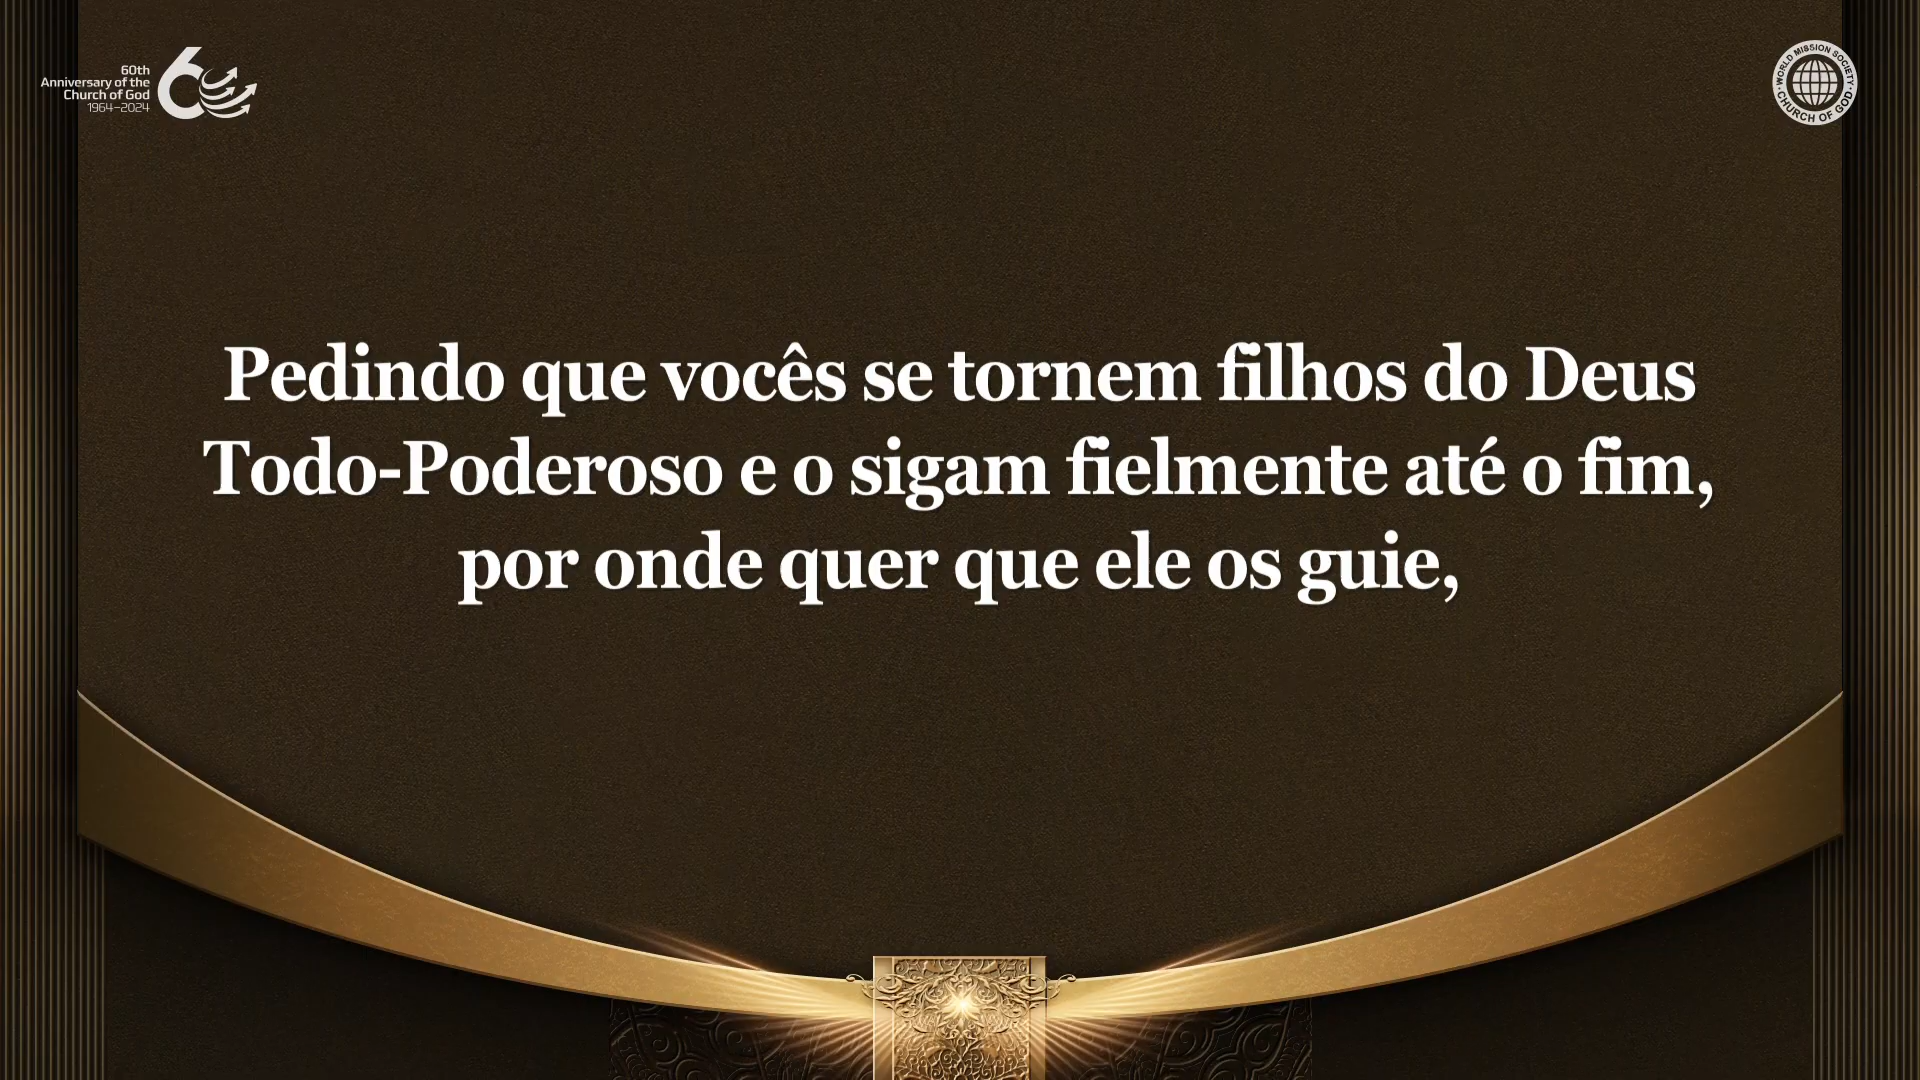 60th
Anniversary of the
Church of God
1964–2024
60
WORLD MISSION SOCIETY
CHURCH OF GOD
Pedindo que vocês se tornem filhos do Deus
Todo-Poderoso e o sigam fielmente até o fim,
por onde quer que ele os guie,